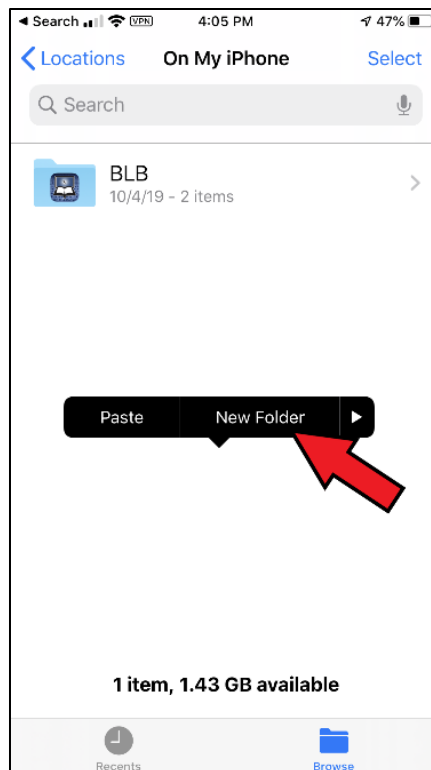 Search VPN 4:05 PM 47%
Locations On My iPhone Select
Search
BLB
10/4/19 - 2 items
Paste New Folder
1 item, 1.43 GB available
Recents Browse